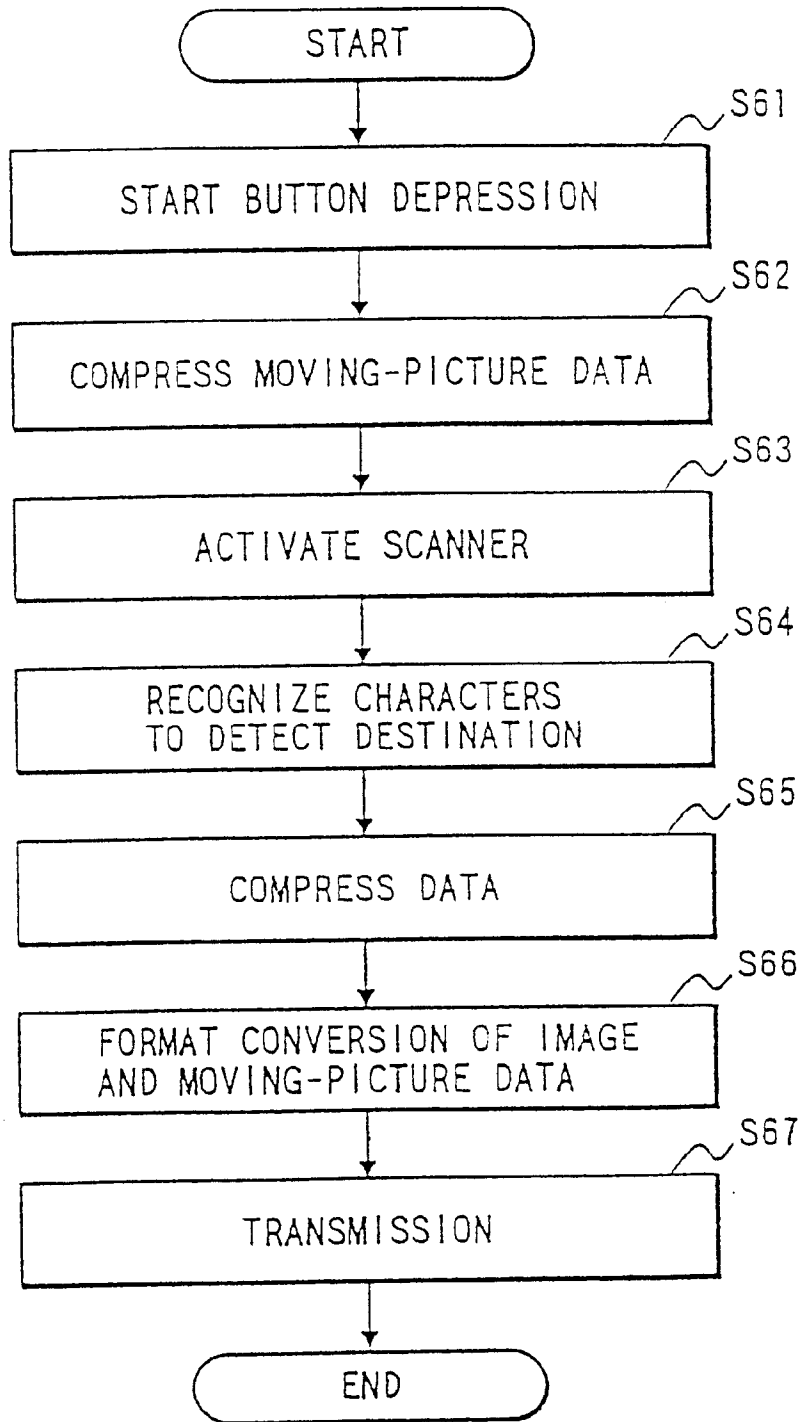 START
S61
START BUTTON DEPRESSION
S62
COMPRESS MOVING-PICTURE DATA
S63
ACTIVATE SCANNER
S64
RECOGNIZE CHARACTERS
TO DETECT DESTINATION
S65
COMPRESS DATA
S66
FORMAT CONVERSION OF IMAGE
AND MOVING-PICTURE DATA
S67
TRANSMISSION
END